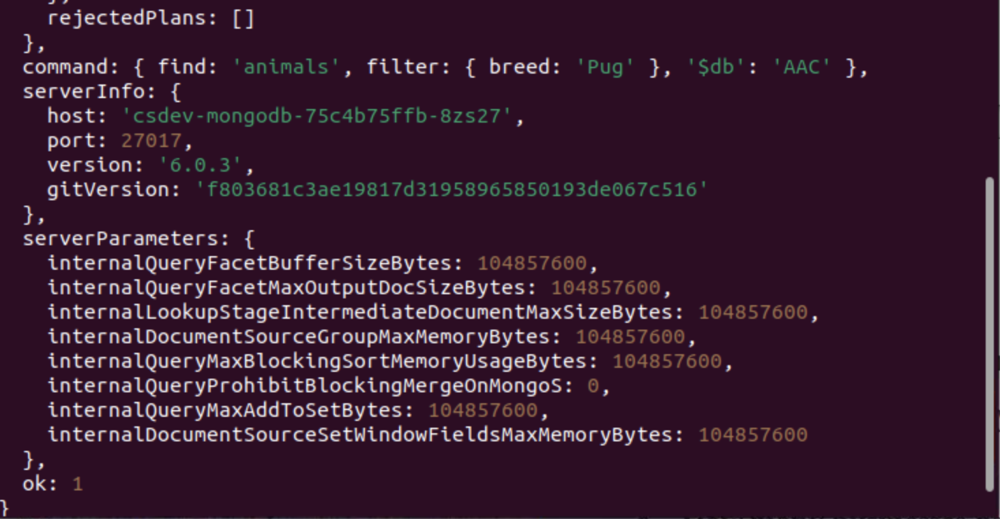 },
rejectedPlans: []
},
command: { find: 'animals', filter: { breed: 'Pug' }, '$db': 'AAC' },
serverInfo: {
host: 'csdev-mongodb-75c4b75ffb-8zs27',
port: 27017,
version: '6.0.3',
gitVersion: 'f803681c3ae19817d31958965850193de067c516'
},
serverParameters: {
internalQueryFacetBufferSizeBytes: 104857600,
internalQueryFacetMaxOutputDocSizeBytes: 104857600,
internalLookupStageIntermediateDocumentMaxSizeBytes: 104857600,
internalDocumentSourceGroupMaxMemoryBytes: 104857600,
internalQueryMaxBlockingSortMemoryUsageBytes: 104857600,
internalQueryProhibitBlockingMergeOnMongoS: 0,
internalQueryMaxAddToSetBytes: 104857600,
internalDocumentSourceSetWindowFieldsMaxMemoryBytes: 104857600
},
ok: 1
}